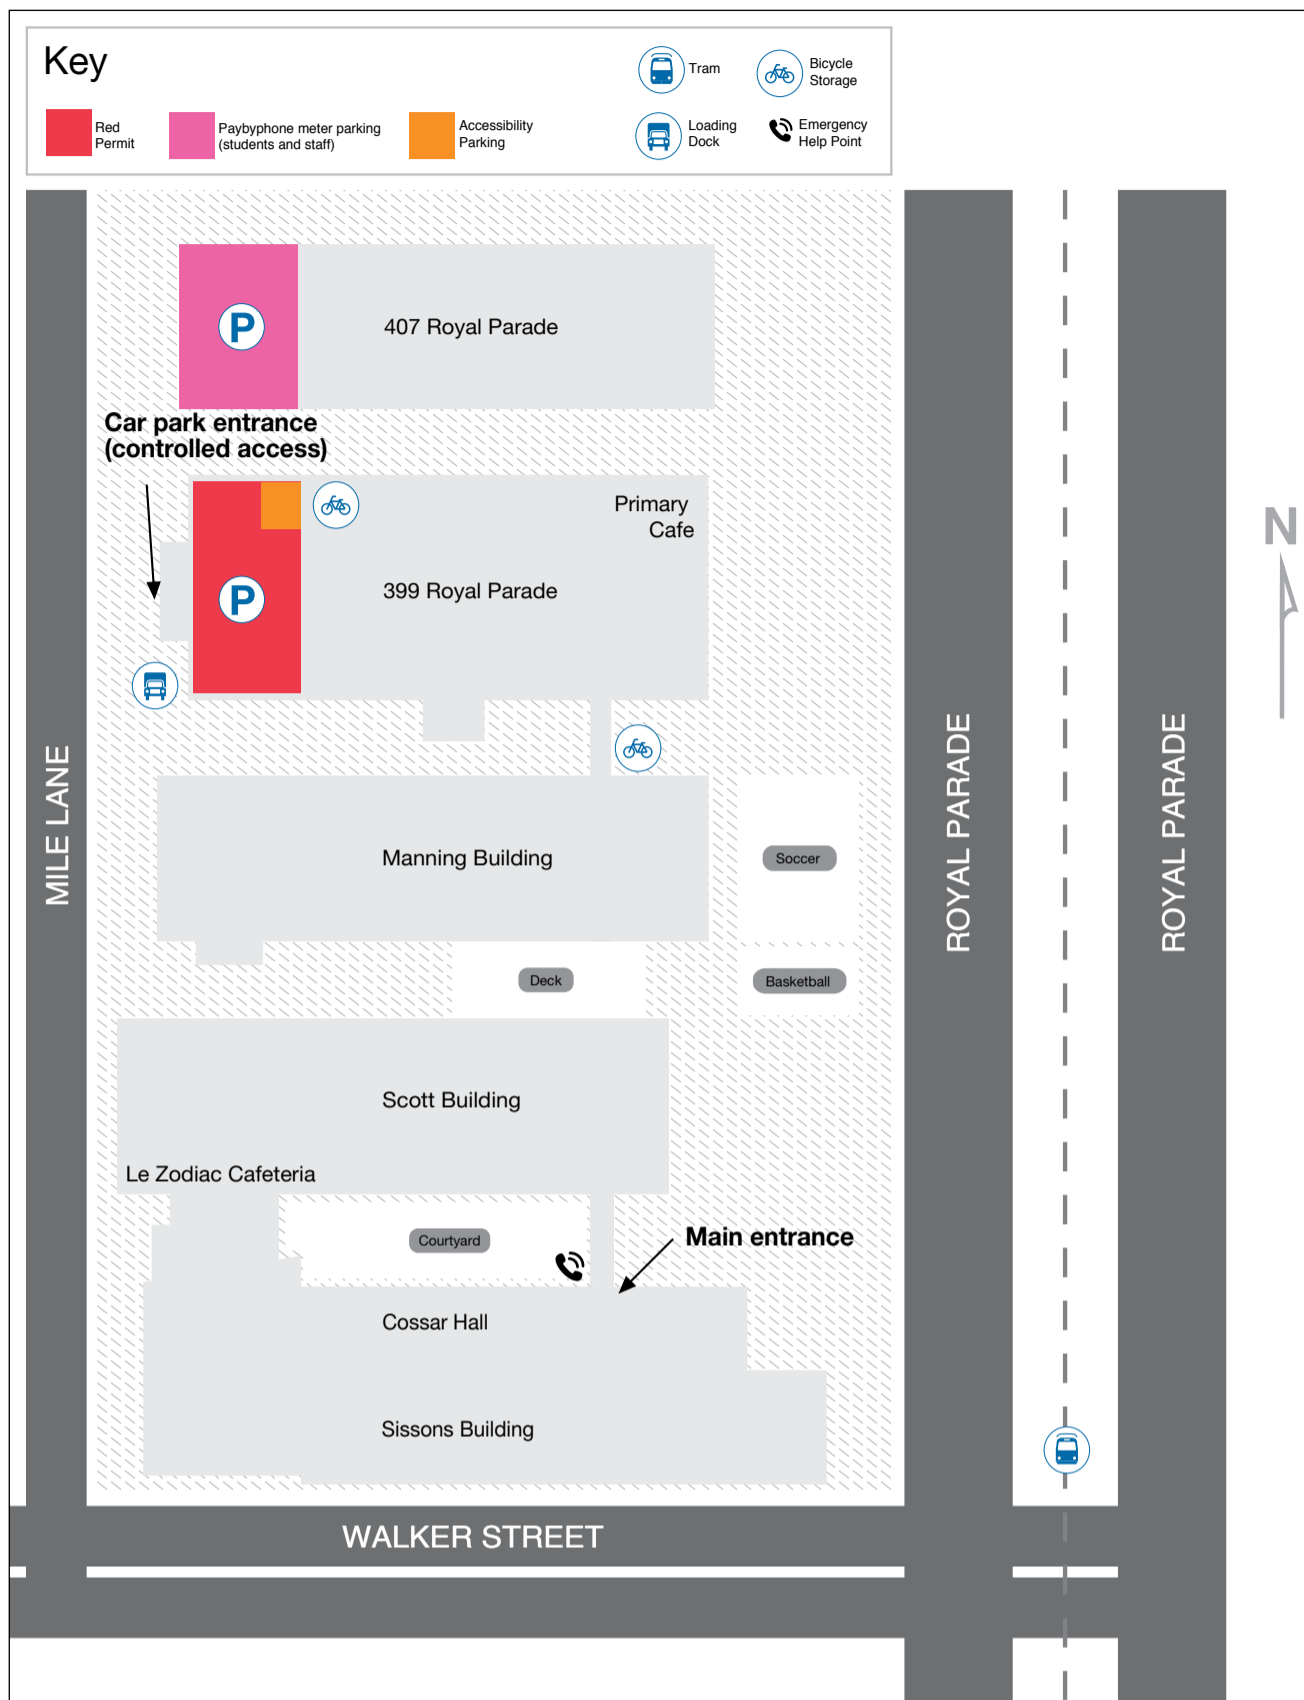 Key
Tram
Bicycle
Storage
Red
Permit
Paybyphone meter parking
(students and staff)
Accessibility
Parking
Loading
Dock
Emergency
Help Point
P
407 Royal Parade
Car park entrance
(controlled access)
Primary
Cafe
N
P
399 Royal Parade
MILE LANE
ROYAL PARADE
ROYAL PARADE
Manning Building
Soccer
Deck
Basketball
Scott Building
Le Zodiac Cafeteria
Courtyard
Main entrance
Cossar Hall
Sissons Building
WALKER STREET